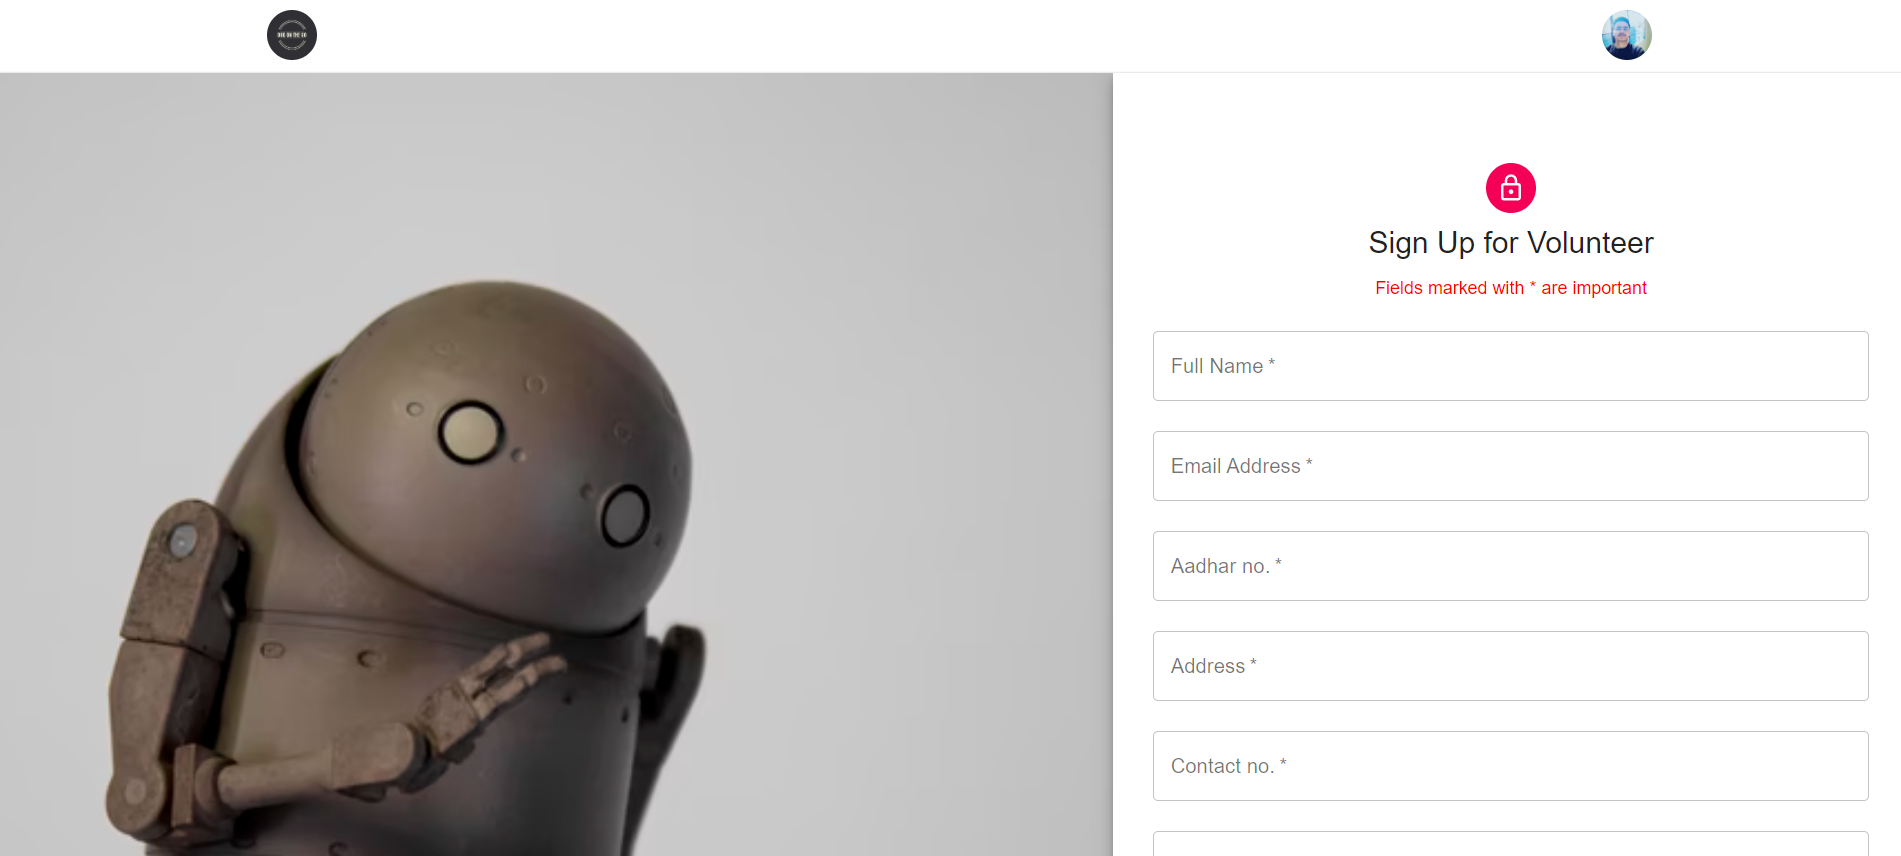 Sign Up for Volunteer
Fields marked with * are important
Full Name *
Email Address *
Aadhar no. *
Address *
Contact no. *